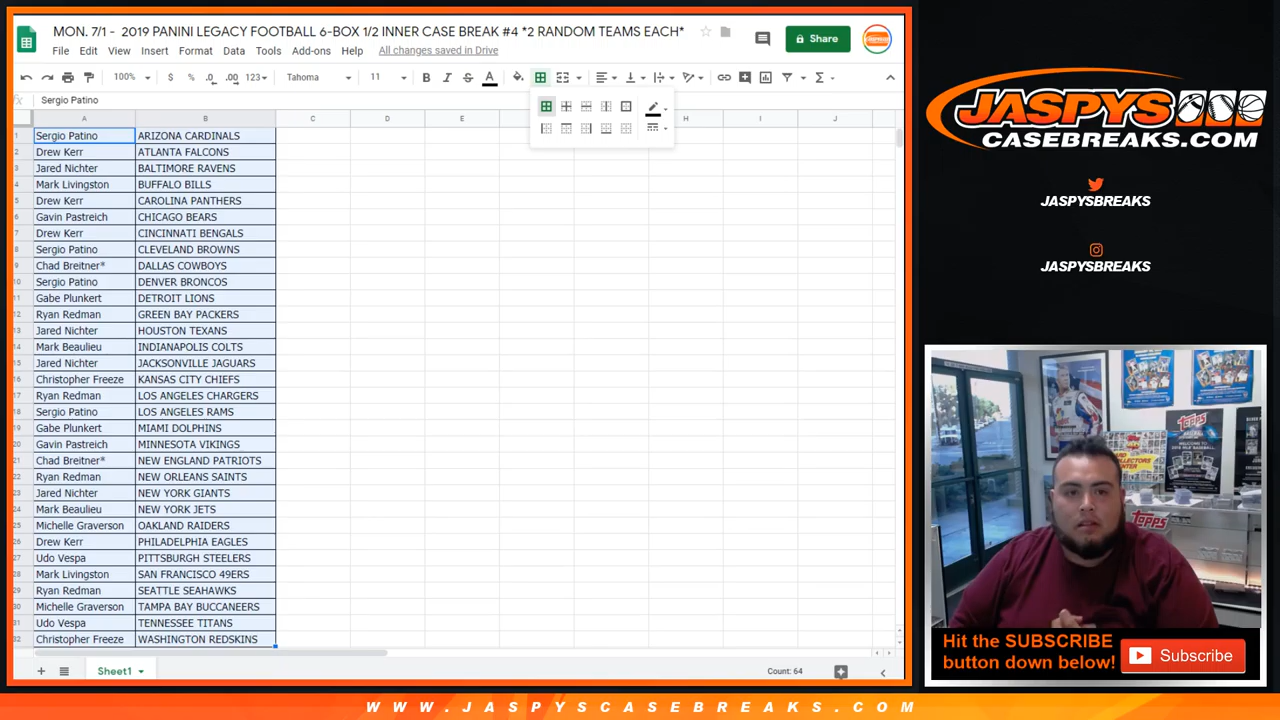 MON. 7/1 - 2019 PANINI LEGACY FOOTBALL 6-BOX 1/2 INNER CASE BREAK #4 *2 RANDOM TEAMS EACH*
File Edit View Insert Format Data Tools Add-ons Help All changes saved in Drive
Share
100% $ % .0 .00 123 Tahoma 11 B I S A
fx Sergio Patino
A B C D E H I J
1 Sergio Patino ARIZONA CARDINALS
2 Drew Kerr ATLANTA FALCONS
3 Jared Nichter BALTIMORE RAVENS
4 Mark Livingston BUFFALO BILLS
5 Drew Kerr CAROLINA PANTHERS
6 Gavin Pastreich CHICAGO BEARS
7 Drew Kerr CINCINNATI BENGALS
8 Sergio Patino CLEVELAND BROWNS
9 Chad Breitner* DALLAS COWBOYS
10 Sergio Patino DENVER BRONCOS
11 Gabe Plunkert DETROIT LIONS
12 Ryan Redman GREEN BAY PACKERS
13 Jared Nichter HOUSTON TEXANS
14 Mark Beaulieu INDIANAPOLIS COLTS
15 Jared Nichter JACKSONVILLE JAGUARS
16 Christopher Freeze KANSAS CITY CHIEFS
17 Ryan Redman LOS ANGELES CHARGERS
18 Sergio Patino LOS ANGELES RAMS
19 Gabe Plunkert MIAMI DOLPHINS
20 Gavin Pastreich MINNESOTA VIKINGS
21 Chad Breitner* NEW ENGLAND PATRIOTS
22 Ryan Redman NEW ORLEANS SAINTS
23 Jared Nichter NEW YORK GIANTS
24 Mark Beaulieu NEW YORK JETS
25 Michelle Graverson OAKLAND RAIDERS
26 Drew Kerr PHILADELPHIA EAGLES
27 Udo Vespa PITTSBURGH STEELERS
28 Mark Livingston SAN FRANCISCO 49ERS
29 Ryan Redman SEATTLE SEAHAWKS
30 Michelle Graverson TAMPA BAY BUCCANEERS
31 Udo Vespa TENNESSEE TITANS
32 Christopher Freeze WASHINGTON REDSKINS
Sheet1
Count: 64
JASPYS
CASEBREAKS.COM
JASPYSBREAKS
JASPYSBREAKS
topps
topps
Hit the SUBSCRIBE
button down below!
Subscribe
WWW.JASPYSCASEBREAKS.COM